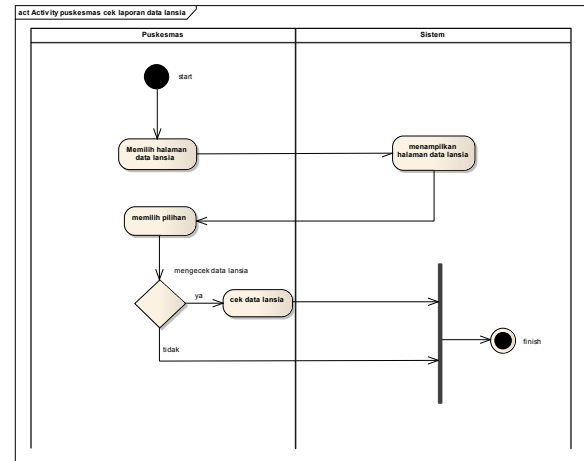 act Activity puskesmas cek laporan data lansia
Puskesmas
Sistem
start
Memilih halaman
data lansia
menampilkan
halaman data lansia
memilih pilihan
mengecek data lansia
ya
cek data lansia
tidak
finish